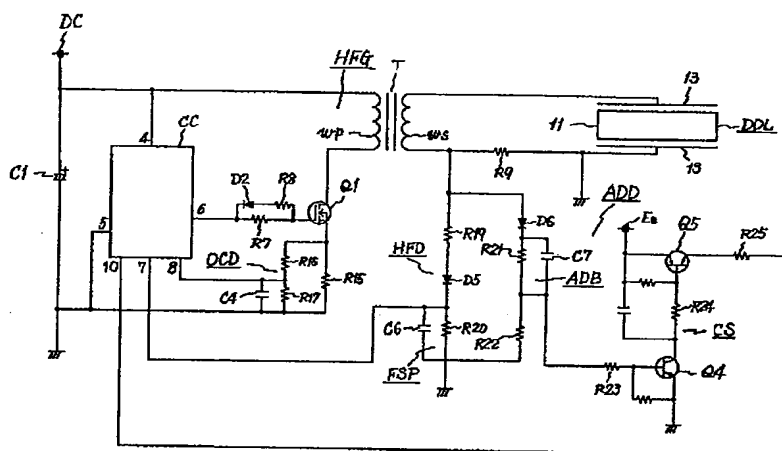 DC
HFG
T
13
4
CC
wp
ws
11
DDL
C1
13
R9
D2
R8
Q1
ADD
6
R7
R19
D6
E2
Q5
R25
5
OCD
R16
HFD
R21
C7
10
7
8
R15
D5
ADB
R24
C4
R17
C6
R20
R22
CS
FSP
R23
Q4